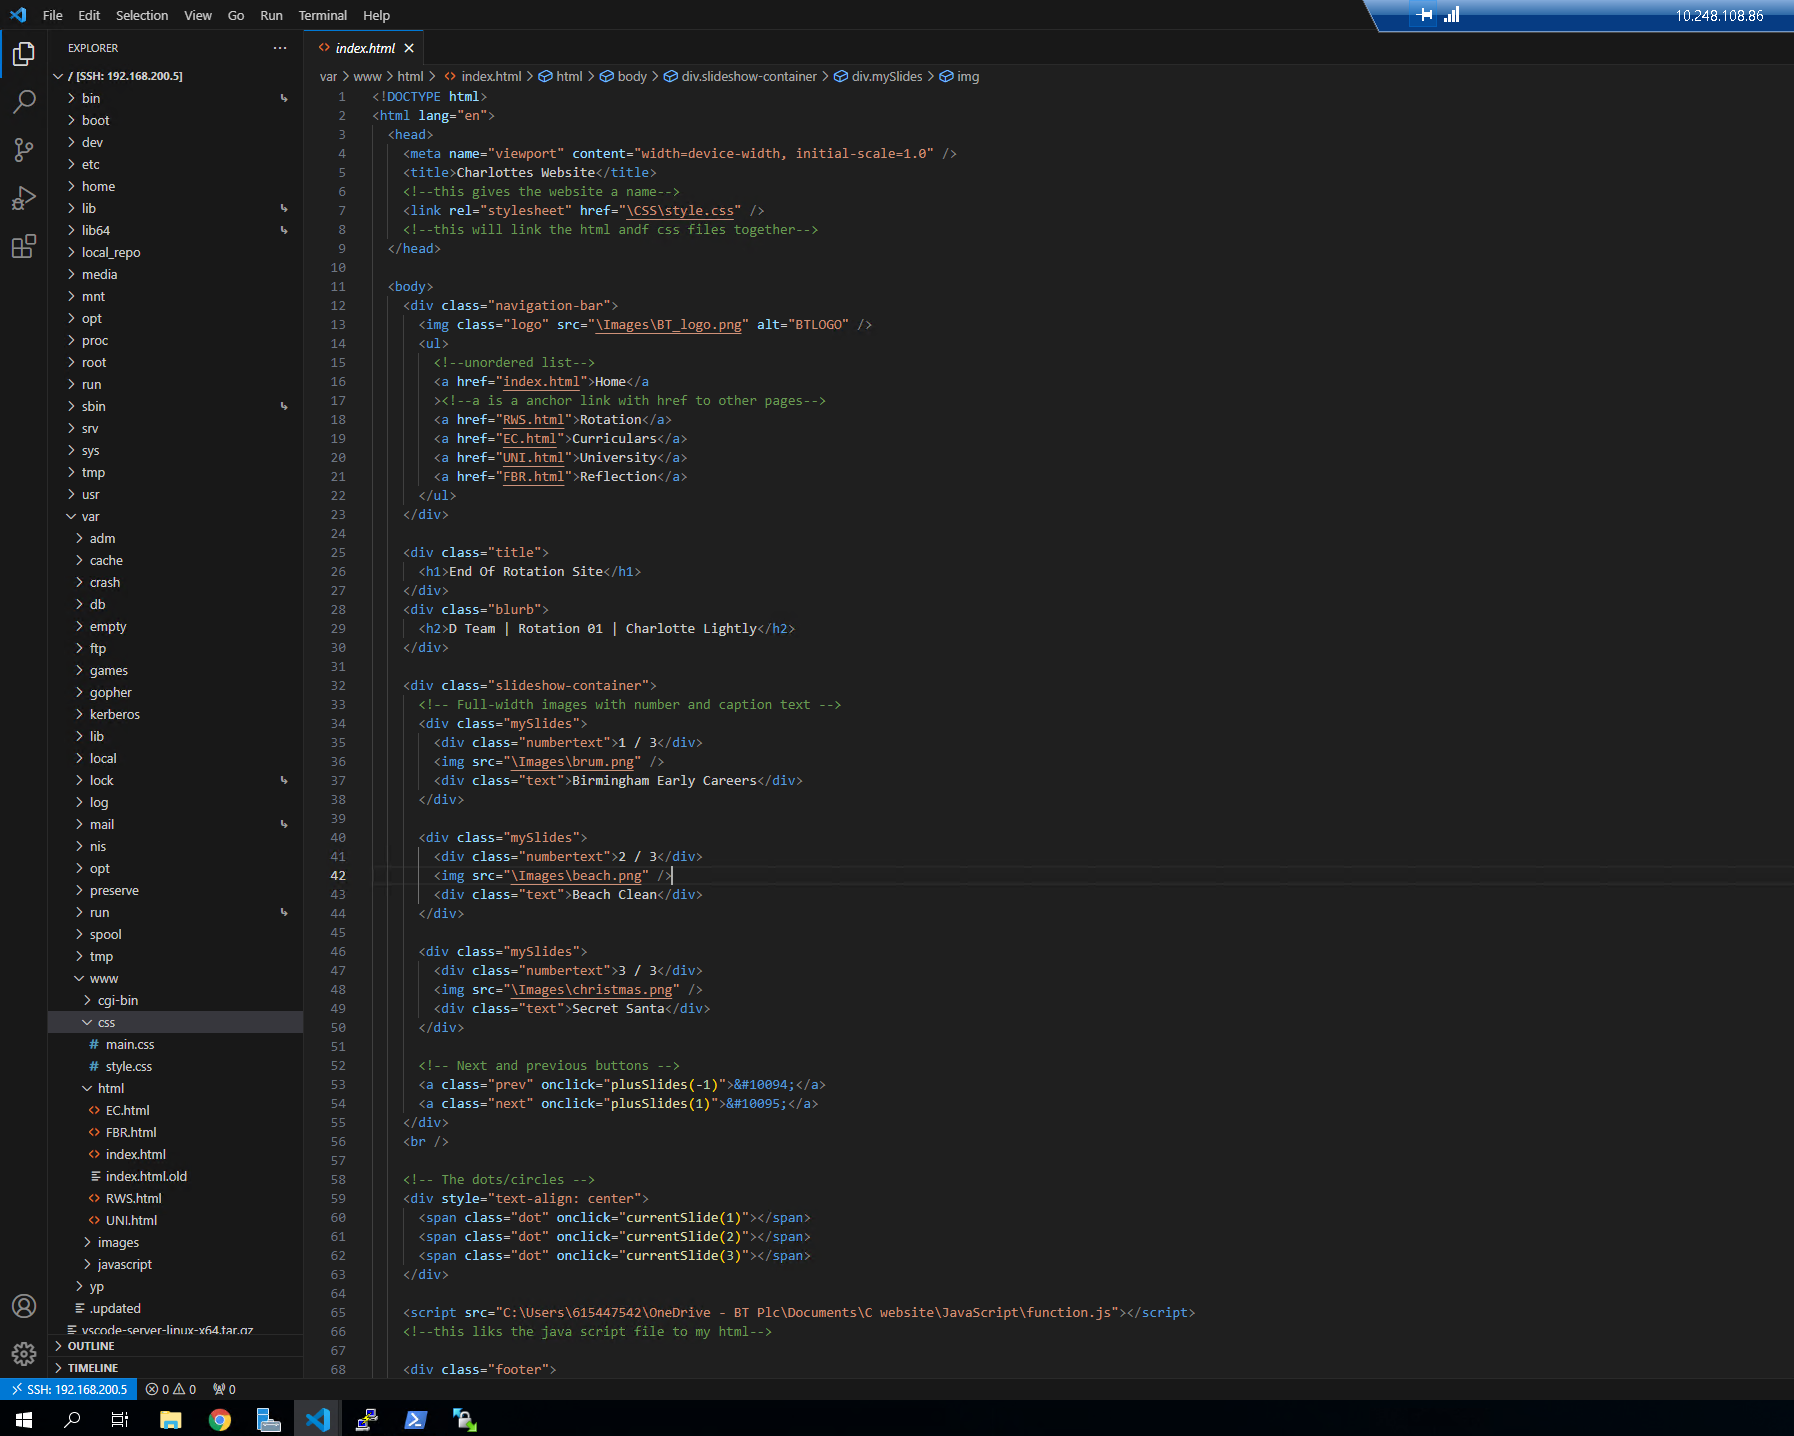 File Edit Selection View Go Run Terminal Help
10.248.108.86
EXPLORER
/ [SSH: 192.168.200.5]
bin
boot
dev
etc
home
lib
lib64
local_repo
media
mnt
opt
proc
root
run
sbin
srv
sys
tmp
usr
var
adm
cache
crash
db
empty
ftp
games
gopher
kerberos
lib
local
lock
log
mail
nis
opt
preserve
run
spool
tmp
www
cgi-bin
css
main.css
style.css
html
EC.html
FBR.html
index.html
index.html.old
RWS.html
UNI.html
images
javascript
yp
.updated
vscode-server-linux-x64.tar.gz
OUTLINE
TIMELINE
index.html
var > www > html > index.html > html > body > div.slideshow-container > div.mySlides > img
1 <!DOCTYPE html>
2 <html lang="en">
3 <head>
4 <meta name="viewport" content="width=device-width, initial-scale=1.0" />
5 <title>Charlottes Website</title>
6 <!--this gives the website a name-->
7 <link rel="stylesheet" href="\CSS\style.css" />
8 <!--this will link the html andf css files together-->
9 </head>
10
11 <body>
12 <div class="navigation-bar">
13 <img class="logo" src="\Images\BT_logo.png" alt="BTLOGO" />
14 <ul>
15 <!--unordered list-->
16 <a href="index.html">Home</a
17 ><!--a is a anchor link with href to other pages-->
18 <a href="RWS.html">Rotation</a>
19 <a href="EC.html">Curriculars</a>
20 <a href="UNI.html">University</a>
21 <a href="FBR.html">Reflection</a>
22 </ul>
23 </div>
24
25 <div class="title">
26 <h1>End Of Rotation Site</h1>
27 </div>
28 <div class="blurb">
29 <h2>D Team | Rotation 01 | Charlotte Lightly</h2>
30 </div>
31
32 <div class="slideshow-container">
33 <!-- Full-width images with number and caption text -->
34 <div class="mySlides">
35 <div class="numbertext">1 / 3</div>
36 <img src="\Images\brum.png" />
37 <div class="text">Birmingham Early Careers</div>
38 </div>
39
40 <div class="mySlides">
41 <div class="numbertext">2 / 3</div>
42 <img src="\Images\beach.png" />
43 <div class="text">Beach Clean</div>
44 </div>
45
46 <div class="mySlides">
47 <div class="numbertext">3 / 3</div>
48 <img src="\Images\christmas.png" />
49 <div class="text">Secret Santa</div>
50 </div>
51
52 <!-- Next and previous buttons -->
53 <a class="prev" onclick="plusSlides(-1)">&#10094;</a>
54 <a class="next" onclick="plusSlides(1)">&#10095;</a>
55 </div>
56 <br />
57
58 <!-- The dots/circles -->
59 <div style="text-align: center">
60 <span class="dot" onclick="currentSlide(1)"></span>
61 <span class="dot" onclick="currentSlide(2)"></span>
62 <span class="dot" onclick="currentSlide(3)"></span>
63 </div>
64
65 <script src="C:\Users\615447542\OneDrive - BT Plc\Documents\C website\JavaScript\function.js"></script>
66 <!--this liks the java script file to my html-->
67
68 <div class="footer">
SSH: 192.168.200.5 0 0 0